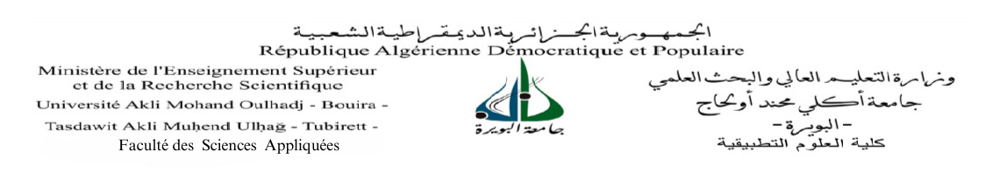 الجمهورية الجزائرية الديمقراطية الشعبية
République Algérienne Démocratique et Populaire
Ministère de l'Enseignement Supérieur
et de la Recherche Scientifique
Université Akli Mohand Oulhadj - Bouira -
Tasdawit Akli Muḥend Ulḥağ - Tubirett -
Faculté des Sciences Appliquées
جامعة البويرة
وزارة التعليم العالي والبحث العلمي
جامعة أكلي محند أولحاج
- البويرة -
كلية العلوم التطبيقية